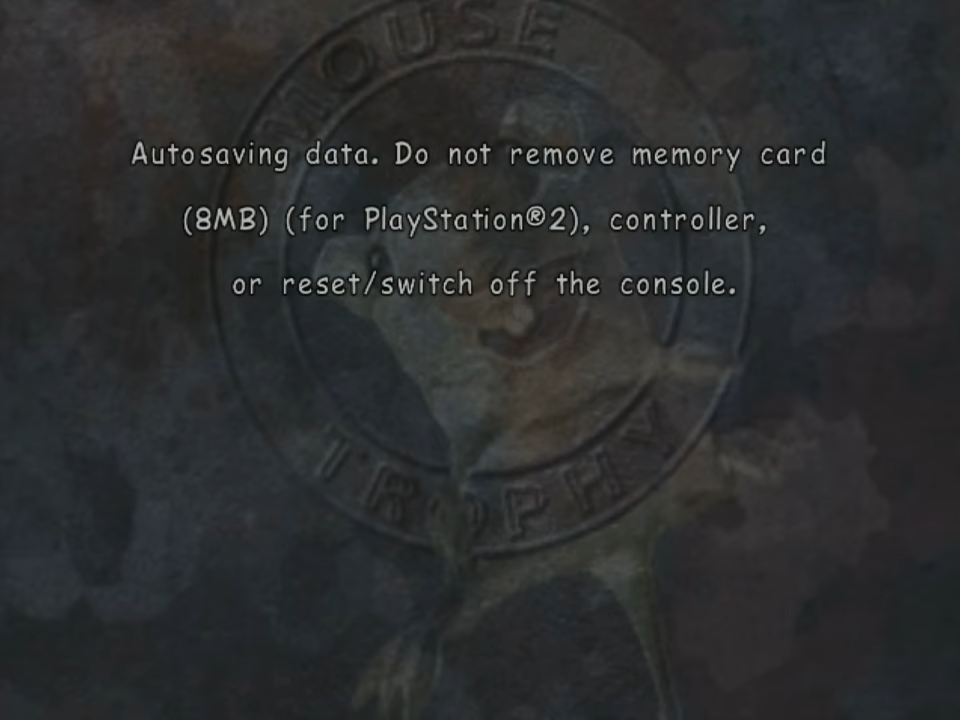 MOUSE
Autosaving data. Do not remove memory card
(8MB) (for PlayStation®2), controller,
or reset/switch off the console.
TROPHY